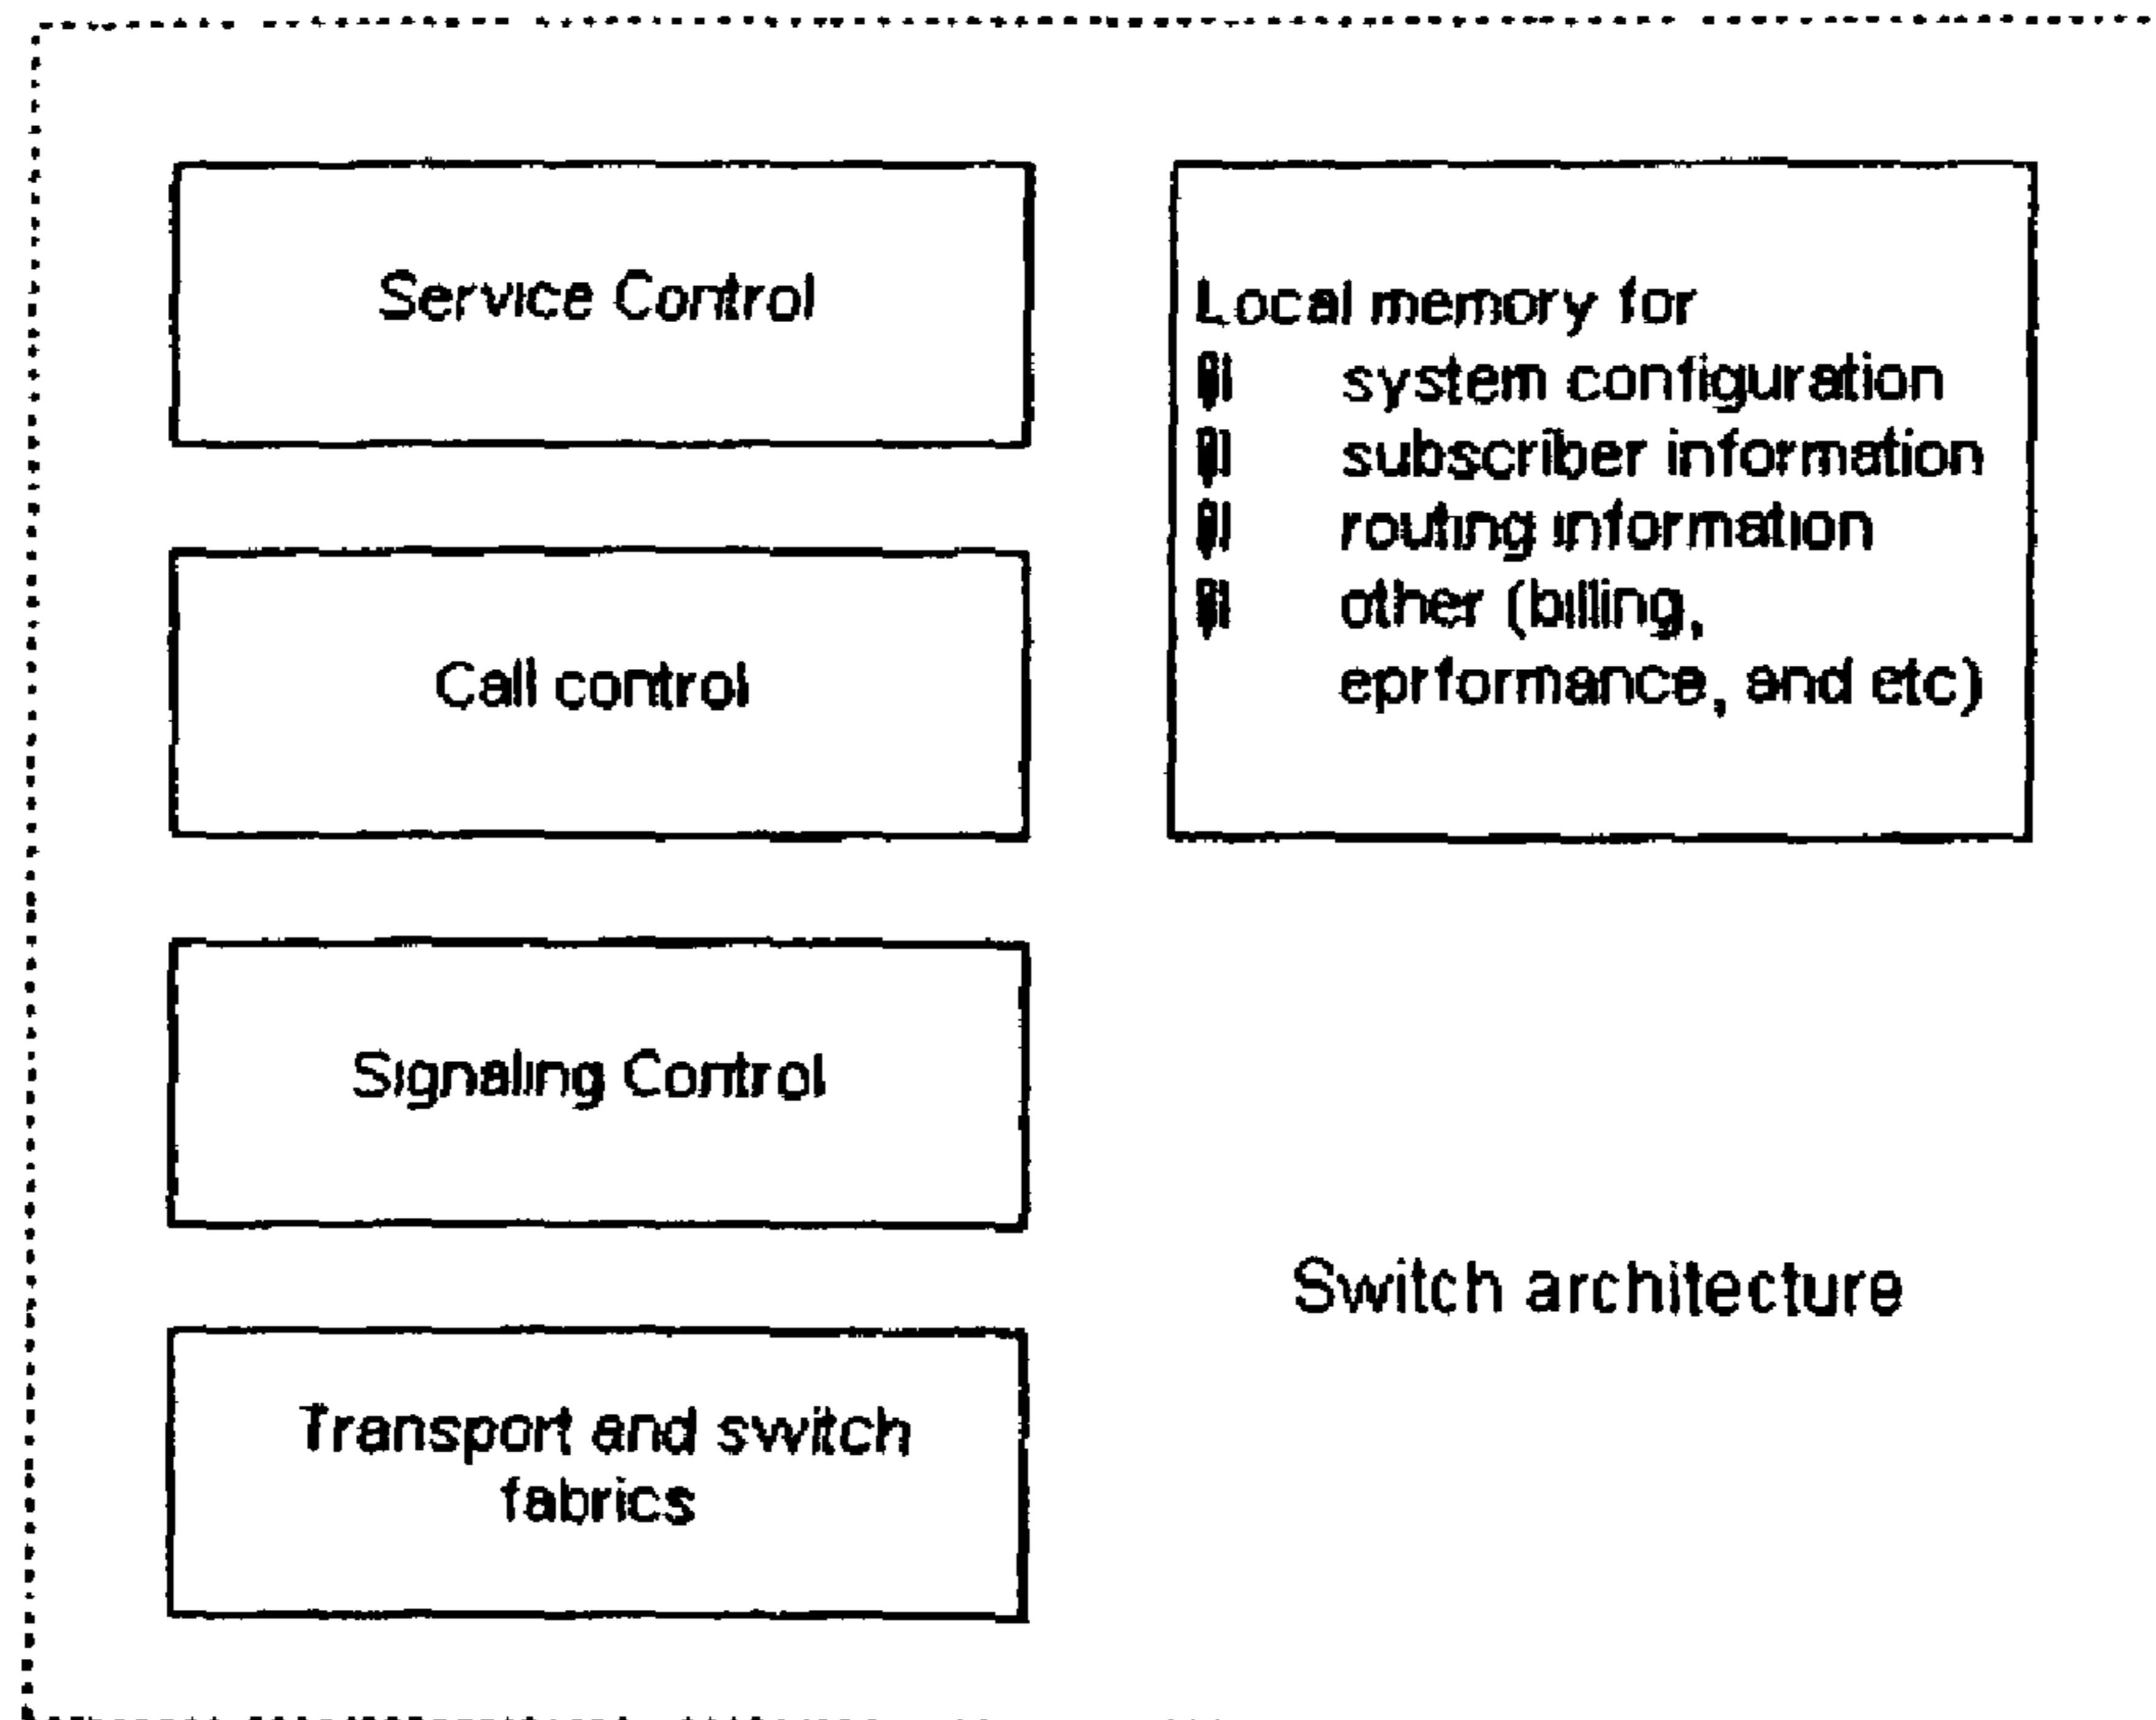 Service Control
Call control
Signaling Control
Transport and switch
fabrics
Local memory for
system configuration
subscriber information
routing information
other (billing,
eprformance, and etc)
Switch architecture